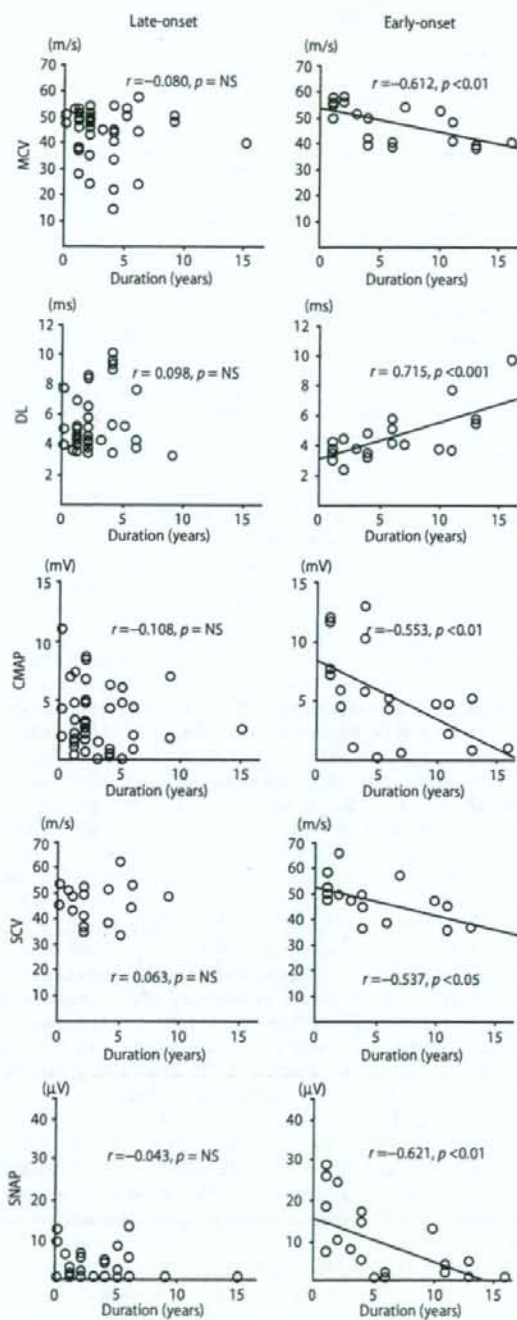 Late-onset Early-onset
(m/s) (m/s)
r=−0.080, p = NS r=−0.612, p <0.01
70 70
60 60
50 50
40 40
30 30
20 20
10 10
MCV
0 5 10 15 0 5 10 15
Duration (years) Duration (years)
(ms) (ms)
12 12
10 10
8 8
6 6
4 4
2 2
r = 0.098, p = NS r = 0.715, p <0.001
DL
0 5 10 15 0 5 10 15
Duration (years) Duration (years)
(mV) (mV)
15 15
r=−0.108, p = NS r=−0.553, p <0.01
10 10
5 5
CMAP
0 5 10 15 0 5 10 15
Duration (years) Duration (years)
(m/s) (m/s)
70 70
60 60
50 50
40 40
30 30
20 20
10 10
SCV
r = 0.063, p = NS r=−0.537, p <0.05
0 5 10 15 0 5 10 15
Duration (years) Duration (years)
(μV) (μV)
40 40
30 30
20 20
10 10
SNAP
r=−0.043, p = NS r=−0.621, p <0.01
0 5 10 15 0 5 10 15
Duration (years) Duration (years)